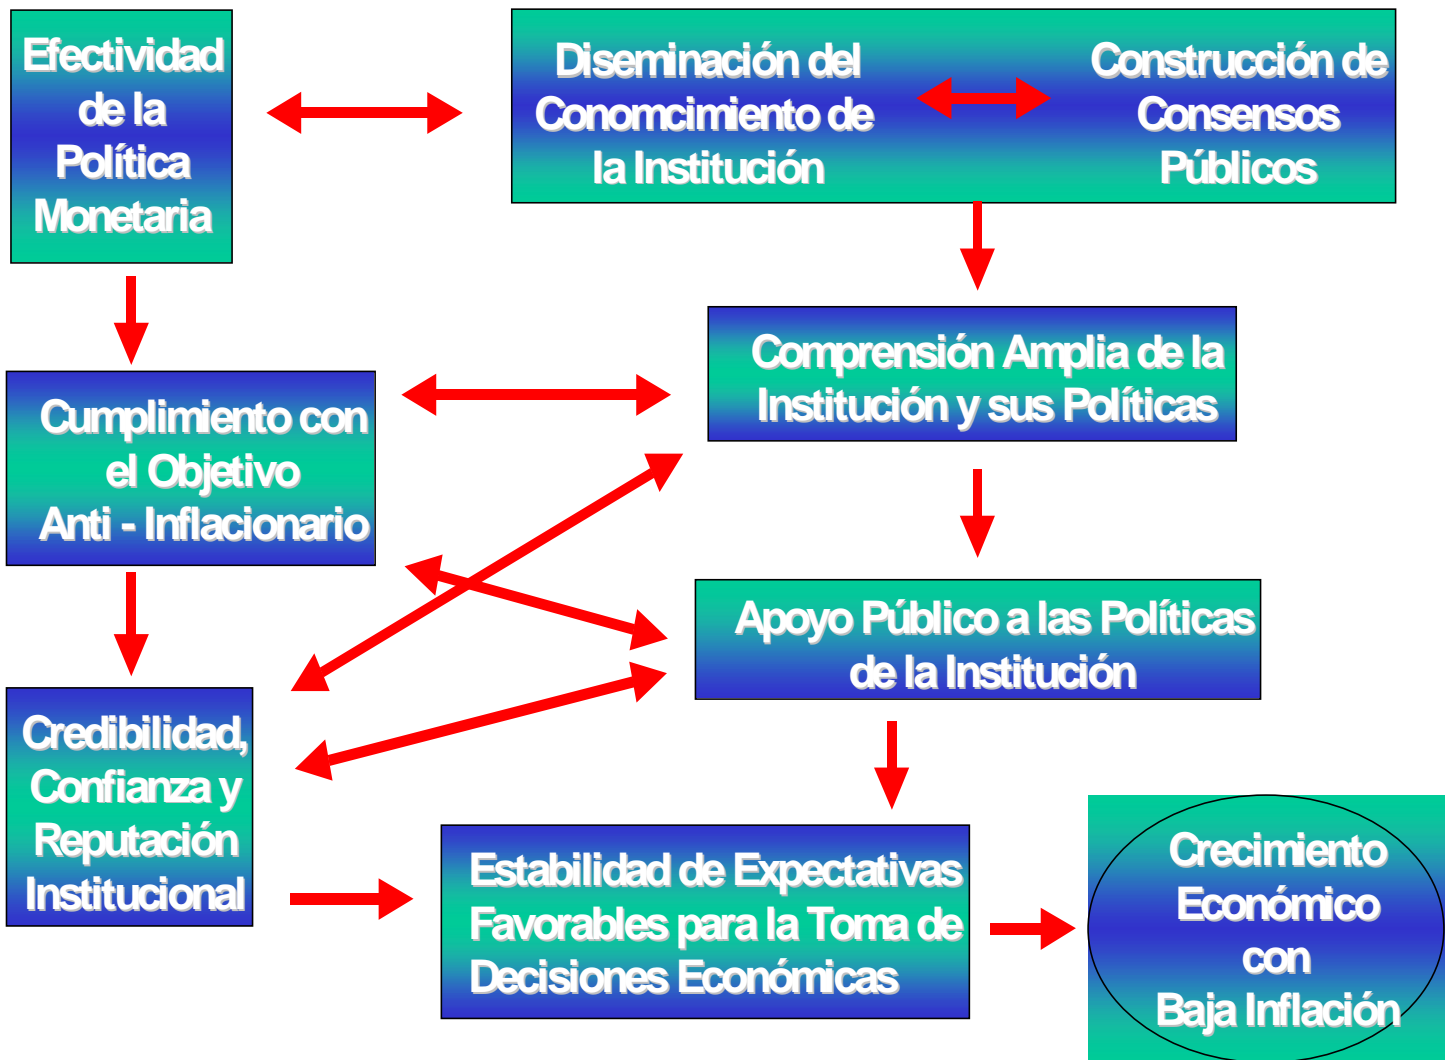 Efectividad
de la
Política
Monetaria
Diseminación del
Conomcimiento de
la Institución
Construcción de
Consensos
Públicos
Comprensión Amplia de la
Institución y sus Políticas
Cumplimiento con
el Objetivo
Anti - Inflacionario
Apoyo Público a las Políticas
de la Institución
Credibilidad,
Confianza y
Reputación
Institucional
Estabilidad de Expectativas
Favorables para la Toma de
Decisiones Económicas
Crecimiento
Económico
con
Baja Inflación